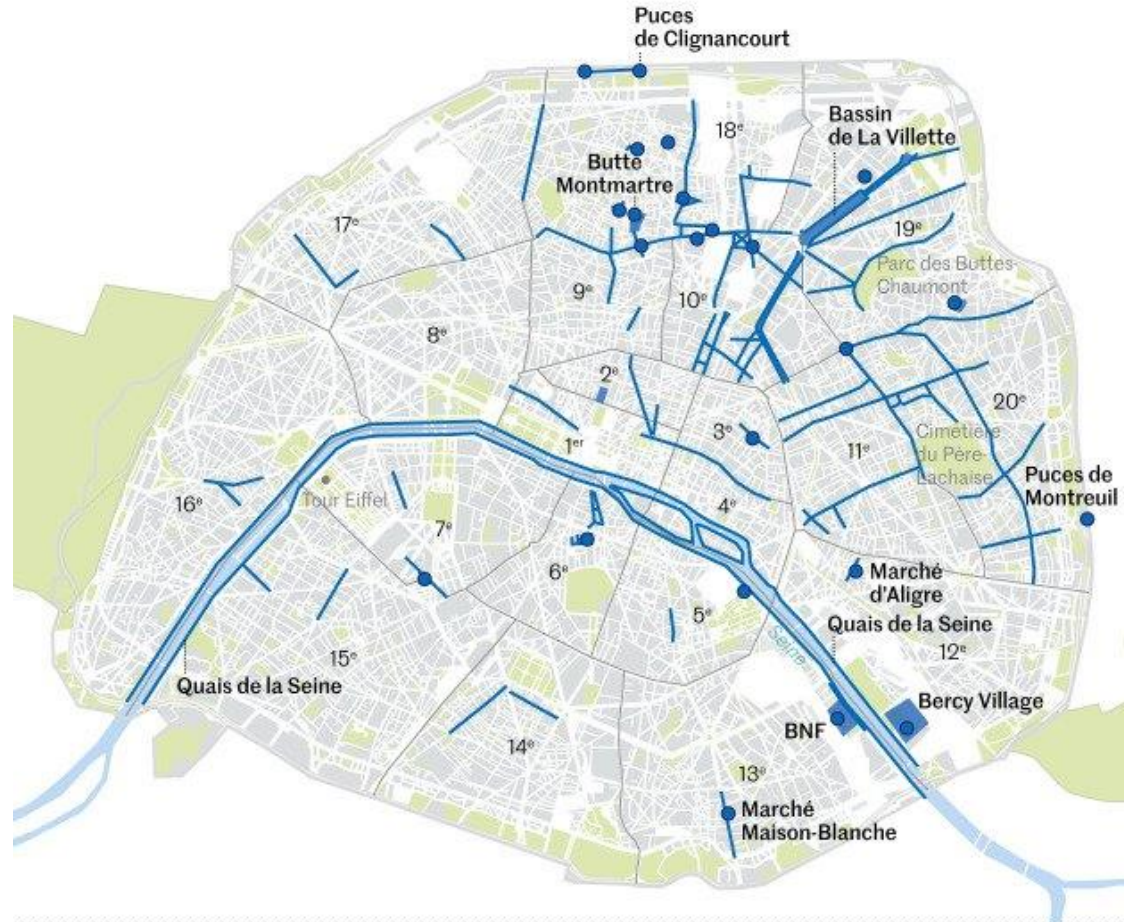 Puces
de Clignancourt
18ᵉ
Bassin
de La Villette
Butte
Montmartre
17ᵉ
19ᵉ
Parc des Buttes-
Chaumont
9ᵉ
10ᵉ
8ᵉ
2ᵉ
20ᵉ
3ᵉ
1ᵉʳ
11ᵉ
Cimetière
du Père-
Lachaise
Puces de
Montreuil
16ᵉ
Tour Eiffel
7ᵉ
4ᵉ
6ᵉ
Marché
d'Aligre
5ᵉ
Quais de la Seine
Seine
12ᵉ
15ᵉ
Quais de la Seine
Bercy Village
BNF
14ᵉ
13ᵉ
Marché
Maison-Blanche